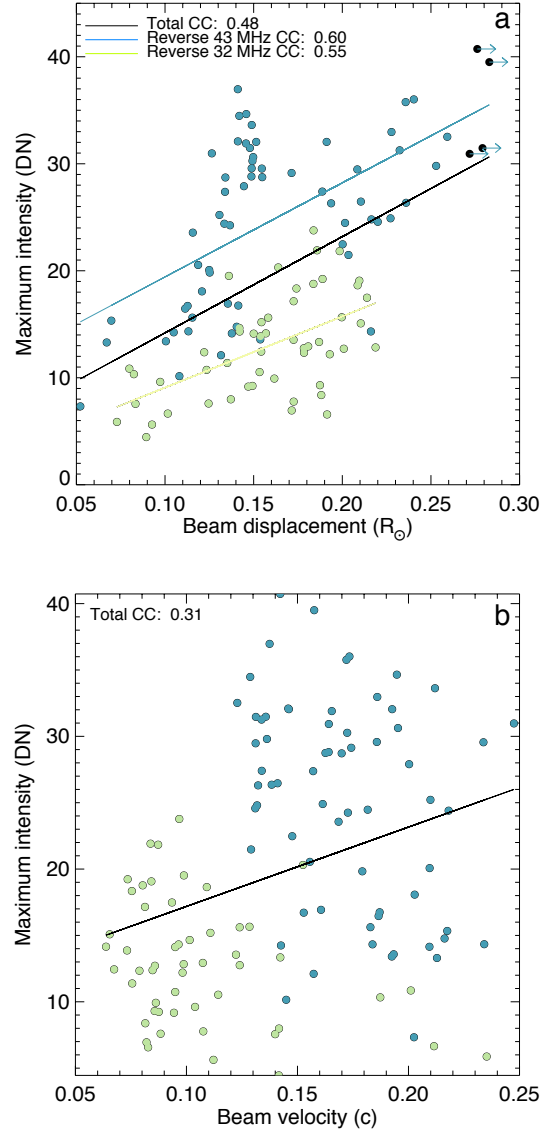 a
Total CC: 0.48
Reverse 43 MHz CC: 0.60
Reverse 32 MHz CC: 0.55
Maximum intensity (DN)
40
30
20
10
0
0.05 0.10 0.15 0.20 0.25 0.30
Beam displacement (R☉)
b
Total CC: 0.31
Maximum intensity (DN)
40
30
20
10
0.05 0.10 0.15 0.20 0.25
Beam velocity (c)